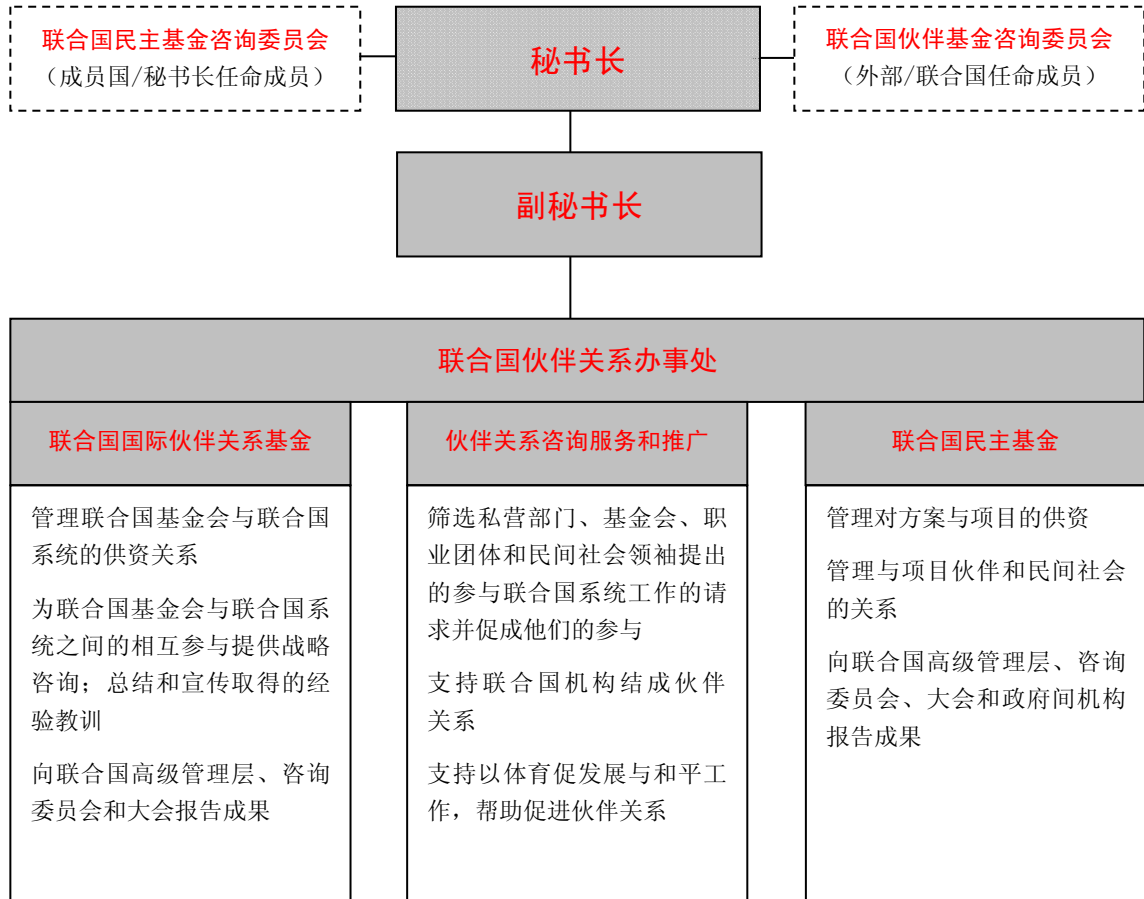 联合国民主基金咨询委员会
（成员国/秘书长任命成员）
秘书长
联合国伙伴基金咨询委员会
（外部/联合国任命成员）
副秘书长
联合国伙伴关系办事处
联合国国际伙伴关系基金
管理联合国基金会与联合国
系统的供资关系
为联合国基金会与联合国系
统之间的相互参与提供战略
咨询；总结和宣传取得的经
验教训
向联合国高级管理层、咨询
委员会和大会报告成果
伙伴关系咨询服务和推广
筛选私营部门、基金会、职
业团体和民间社会领袖提出
的参与联合国系统工作的请
求并促成他们的参与
支持联合国机构结成伙伴
关系
支持以体育促发展与和平工
作，帮助促进伙伴关系
联合国民主基金
管理对方案与项目的供资
管理与项目伙伴和民间社会
的关系
向联合国高级管理层、咨询
委员会、大会和政府间机构
报告成果